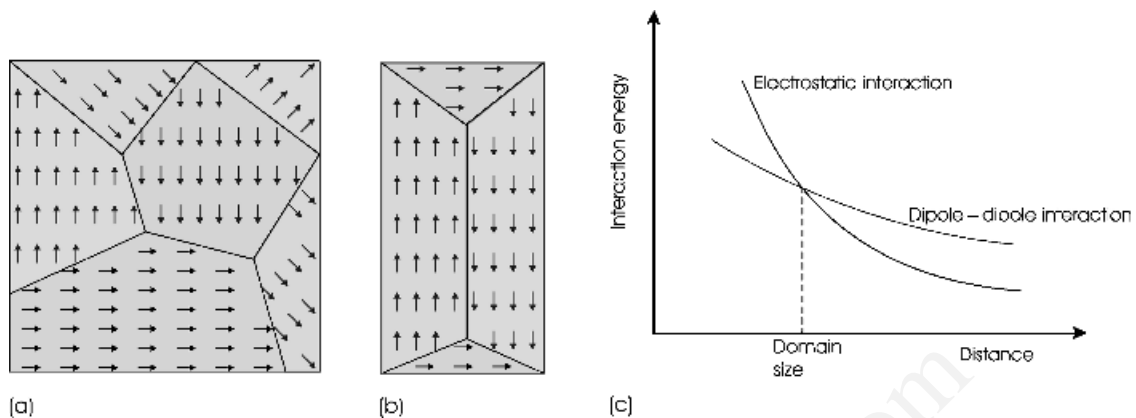 Interaction energy
Electrostatic interaction
Dipole – dipole interaction
Domain
size
Distance
(a)
(b)
(c)